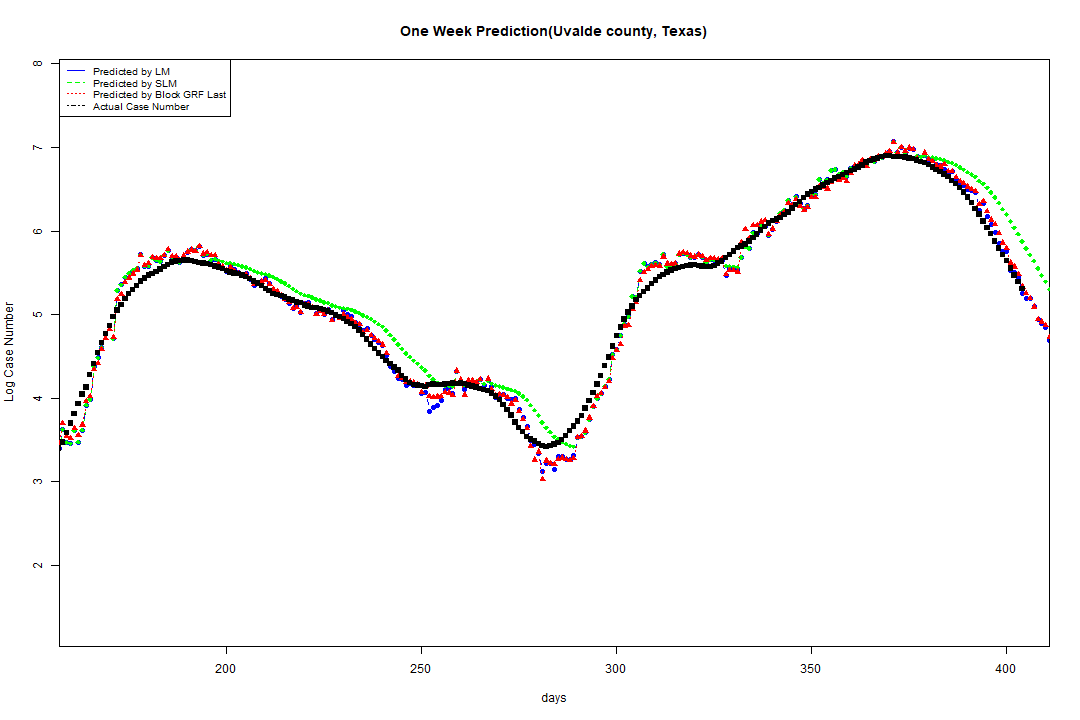 One Week Prediction(Uvalde county, Texas)
Predicted by LM
Predicted by SLM
Predicted by Block GRF Last
Actual Case Number
8
7
6
5
4
3
2
Log Case Number
200 250 300 350 400
days